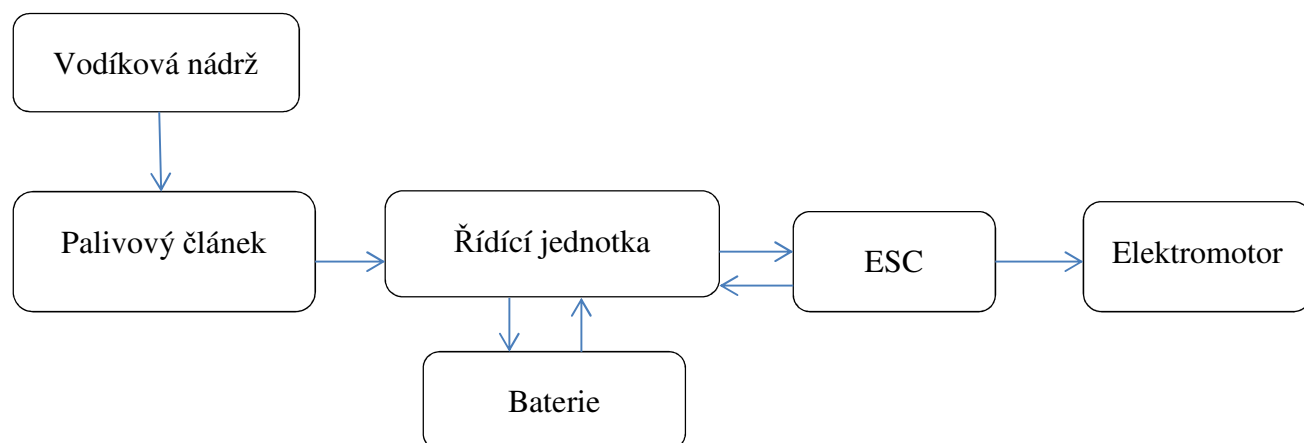 Vodíková nádrž
Palivový článek
Řídící jednotka
ESC
Elektromotor
Baterie